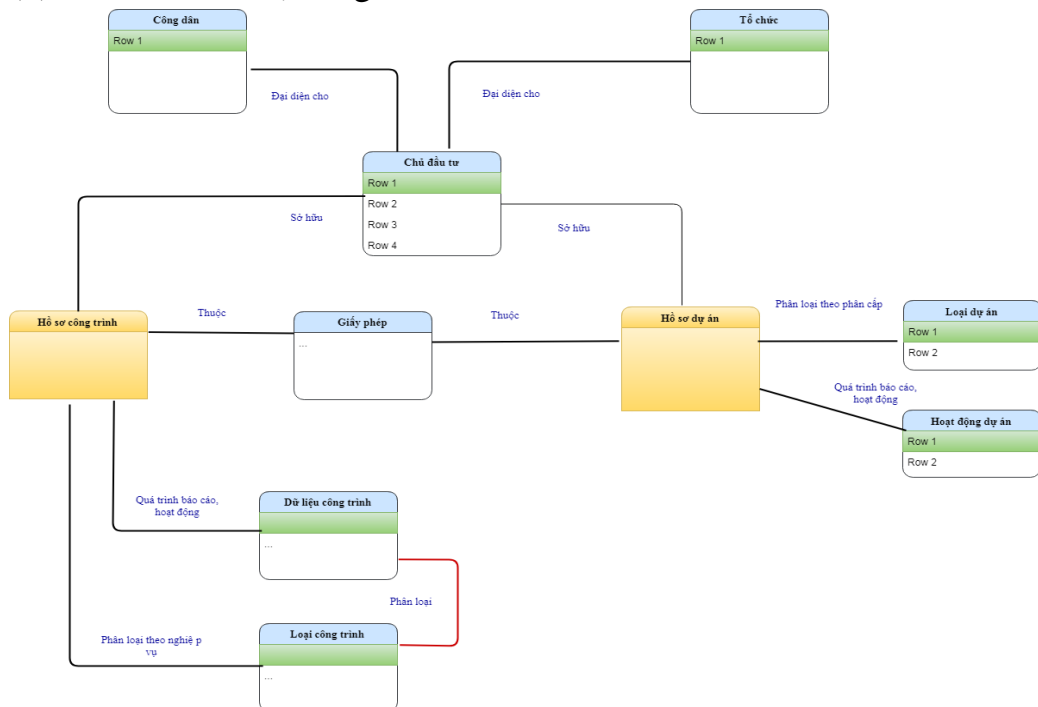 Công dân
Row 1
Tổ chức
Row 1
Đại diện cho
Đại diện cho
Chủ đầu tư
Row 1
Row 2
Row 3
Row 4
Sở hữu
Sở hữu
Hồ sơ công trình
Thuộc
Giấy phép
...
Thuộc
Hồ sơ dự án
Phân loại theo phân cấp
Loại dự án
Row 1
Row 2
Quá trình báo cáo,
hoạt động
Hoạt động dự án
Row 1
Row 2
Quá trình báo cáo,
hoạt động
Dữ liệu công trình
...
Phân loại
Phân loại theo nghiệ p
vụ
Loại công trình
...